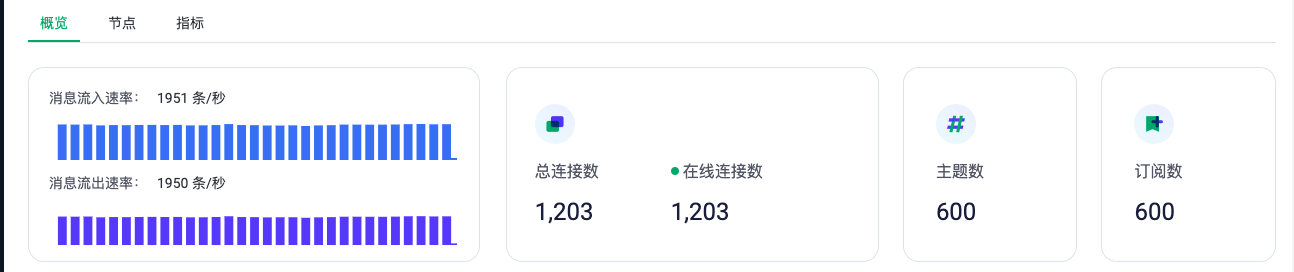 概览 节点 指标
消息流入速率： 1951 条/秒
消息流出速率： 1950 条/秒
总连接数 在线连接数
1,203 1,203
主题数
600
订阅数
600